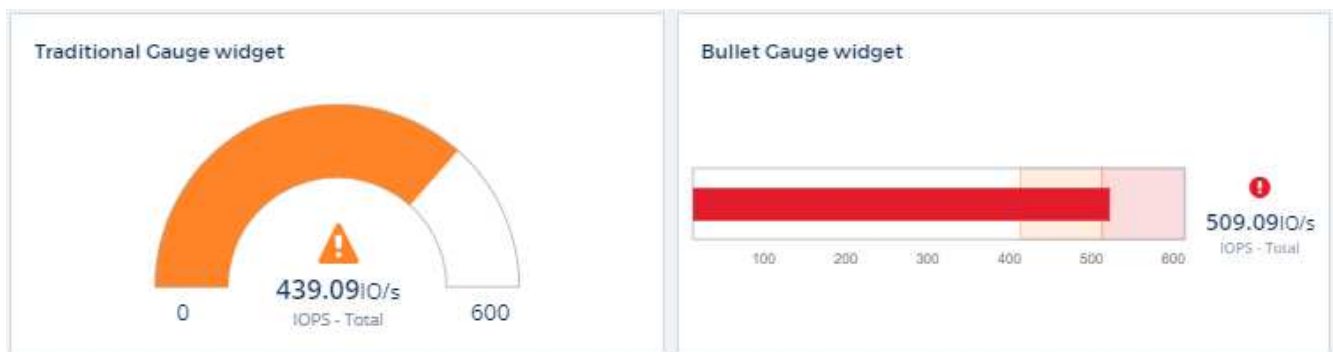 Traditional Gauge widget
439.09IO/s
0
IOPS - Total
600
Bullet Gauge widget
100 200 300 400 500 600
509.09IO/s
IOPS - Total